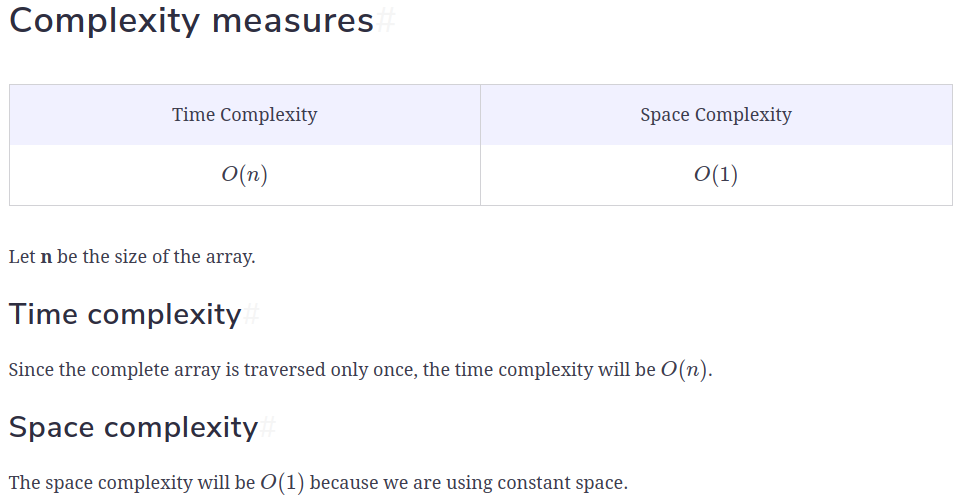 Complexity measures#
Time Complexity
Space Complexity
O(n)
O(1)
Let n be the size of the array.
Time complexity#
Since the complete array is traversed only once, the time complexity will be O(n).
Space complexity#
The space complexity will be O(1) because we are using constant space.